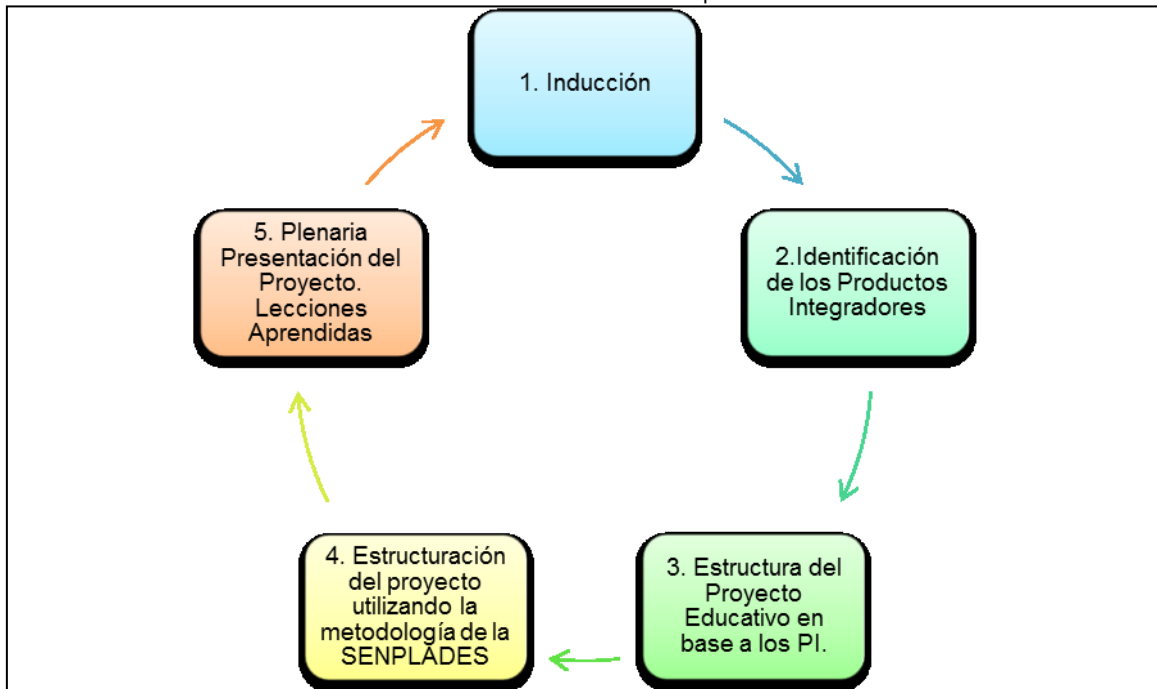 1. Inducción
2.Identificación
de los Productos
Integradores
3. Estructura del
Proyecto
Educativo en
base a los PI.
4. Estructuración
del proyecto
utilizando la
metodología de la
SENPLADES
5. Plenaria
Presentación del
Proyecto.
Lecciones
Aprendidas